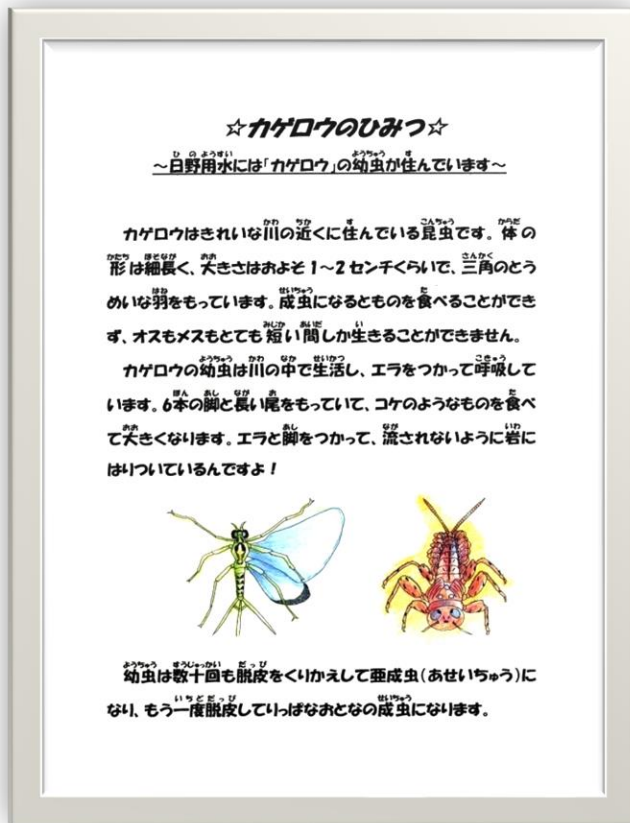 ☆カゲロウのひみつ☆
～日野用水には「カゲロウ」の幼虫が住んでいます～
カゲロウはきれいな川の近くに住んでいる昆虫です。体の
形は細長く、大きさはおよそ1～2センチくらいで、三角のとう
めいな羽をもっています。成虫になるとものを食べることができ
ず、オスもメスもとても短い間しか生きることができません。
カゲロウの幼虫は川の中で生活し、エラをつかって呼吸して
います。6本の脚と長い尾をもっていて、コケのようなものを食べ
て大きくなります。エラと脚をつかって、流されないように岩に
はりついているんですよ！
幼虫は数十回も脱皮をくりかえして亜成虫（あせいちゅう）に
なり、もう一度脱皮してりっぱなおとなの成虫になります。